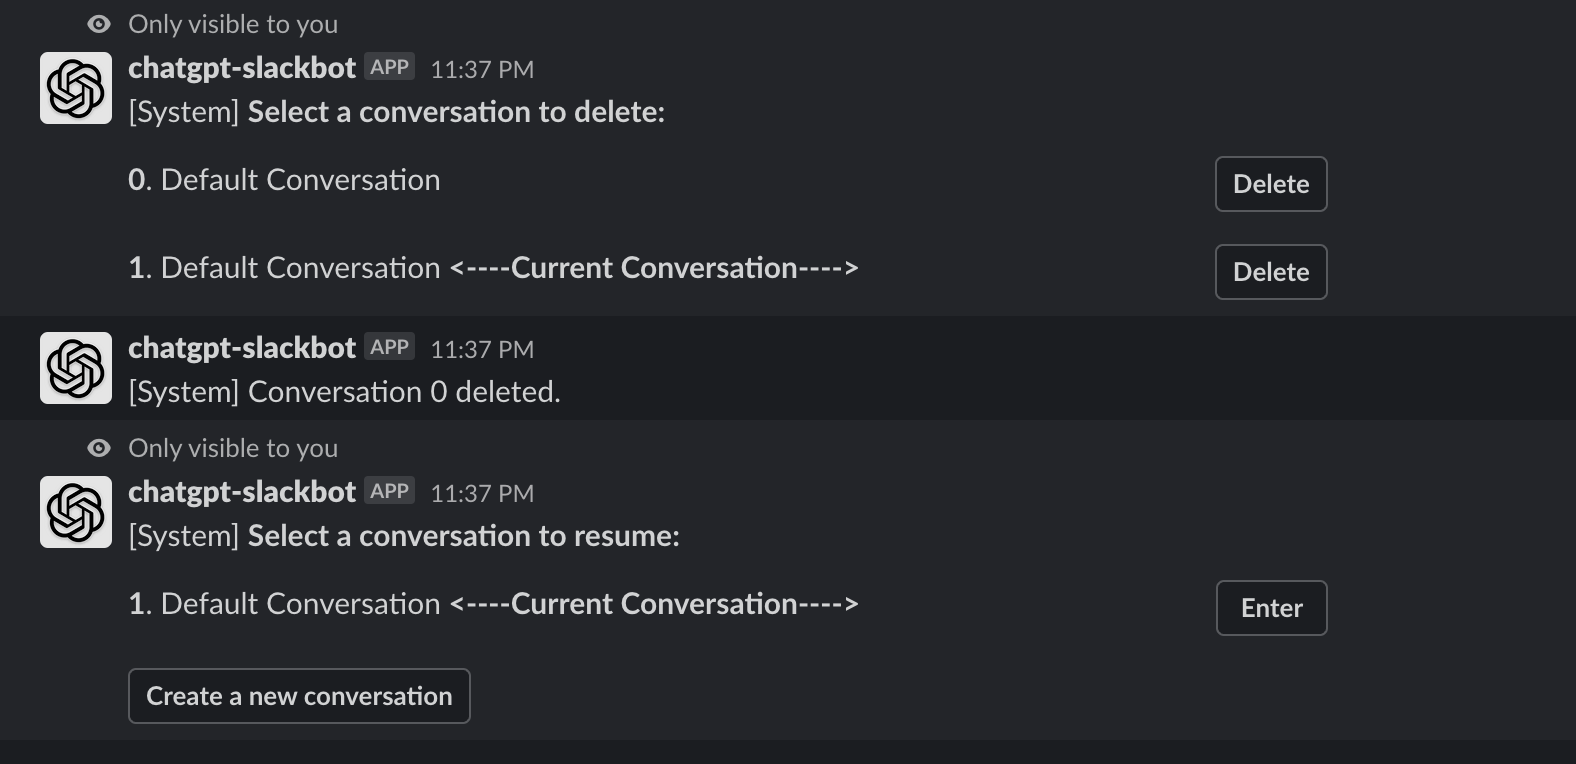 Only visible to you
chatgpt-slackbot APP 11:37 PM
[System] Select a conversation to delete:
0. Default Conversation
Delete
1. Default Conversation <----Current Conversation---->
Delete
chatgpt-slackbot APP 11:37 PM
[System] Conversation 0 deleted.
Only visible to you
chatgpt-slackbot APP 11:37 PM
[System] Select a conversation to resume:
1. Default Conversation <----Current Conversation---->
Enter
Create a new conversation